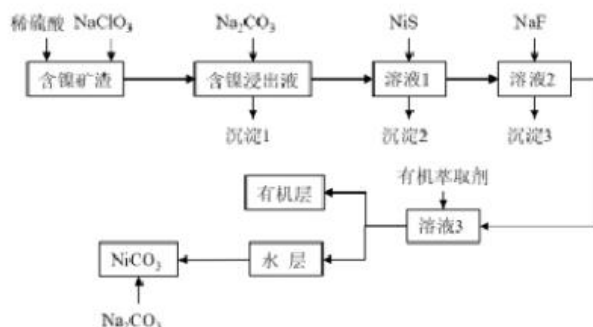 稀硫酸 NaClO₃ Na₂CO₃ NiS NaF
含镍矿渣 含镍浸出液 溶液1 溶液2
沉淀1 沉淀2 沉淀3
有机萃取剂
有机层 溶液3
NiCO₃ 水 层
Na₂CO₃